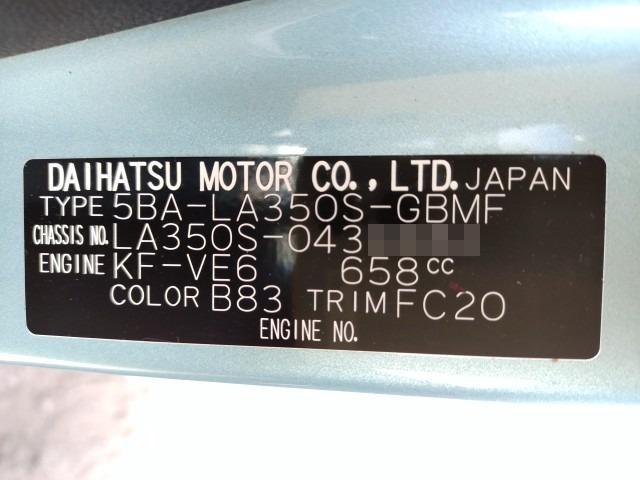 DAIHATSU MOTOR CO., LTD. JAPAN
TYPE 5BA-LA350S-GBMF
CHASSIS NO. LA350S-043
ENGINE KF-VE6 658cc
COLOR B83 TRIM FC20
ENGINE NO.